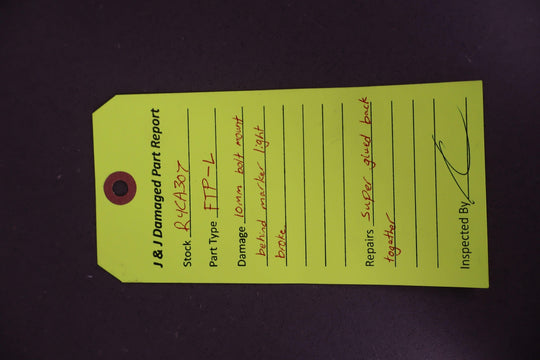 J & J Damaged Part Report
Stock R4CA307
Part Type FTP-L
Damage 10mm bolt mount
behind marker light
broke
Repairs Super glued back
together
Inspected By